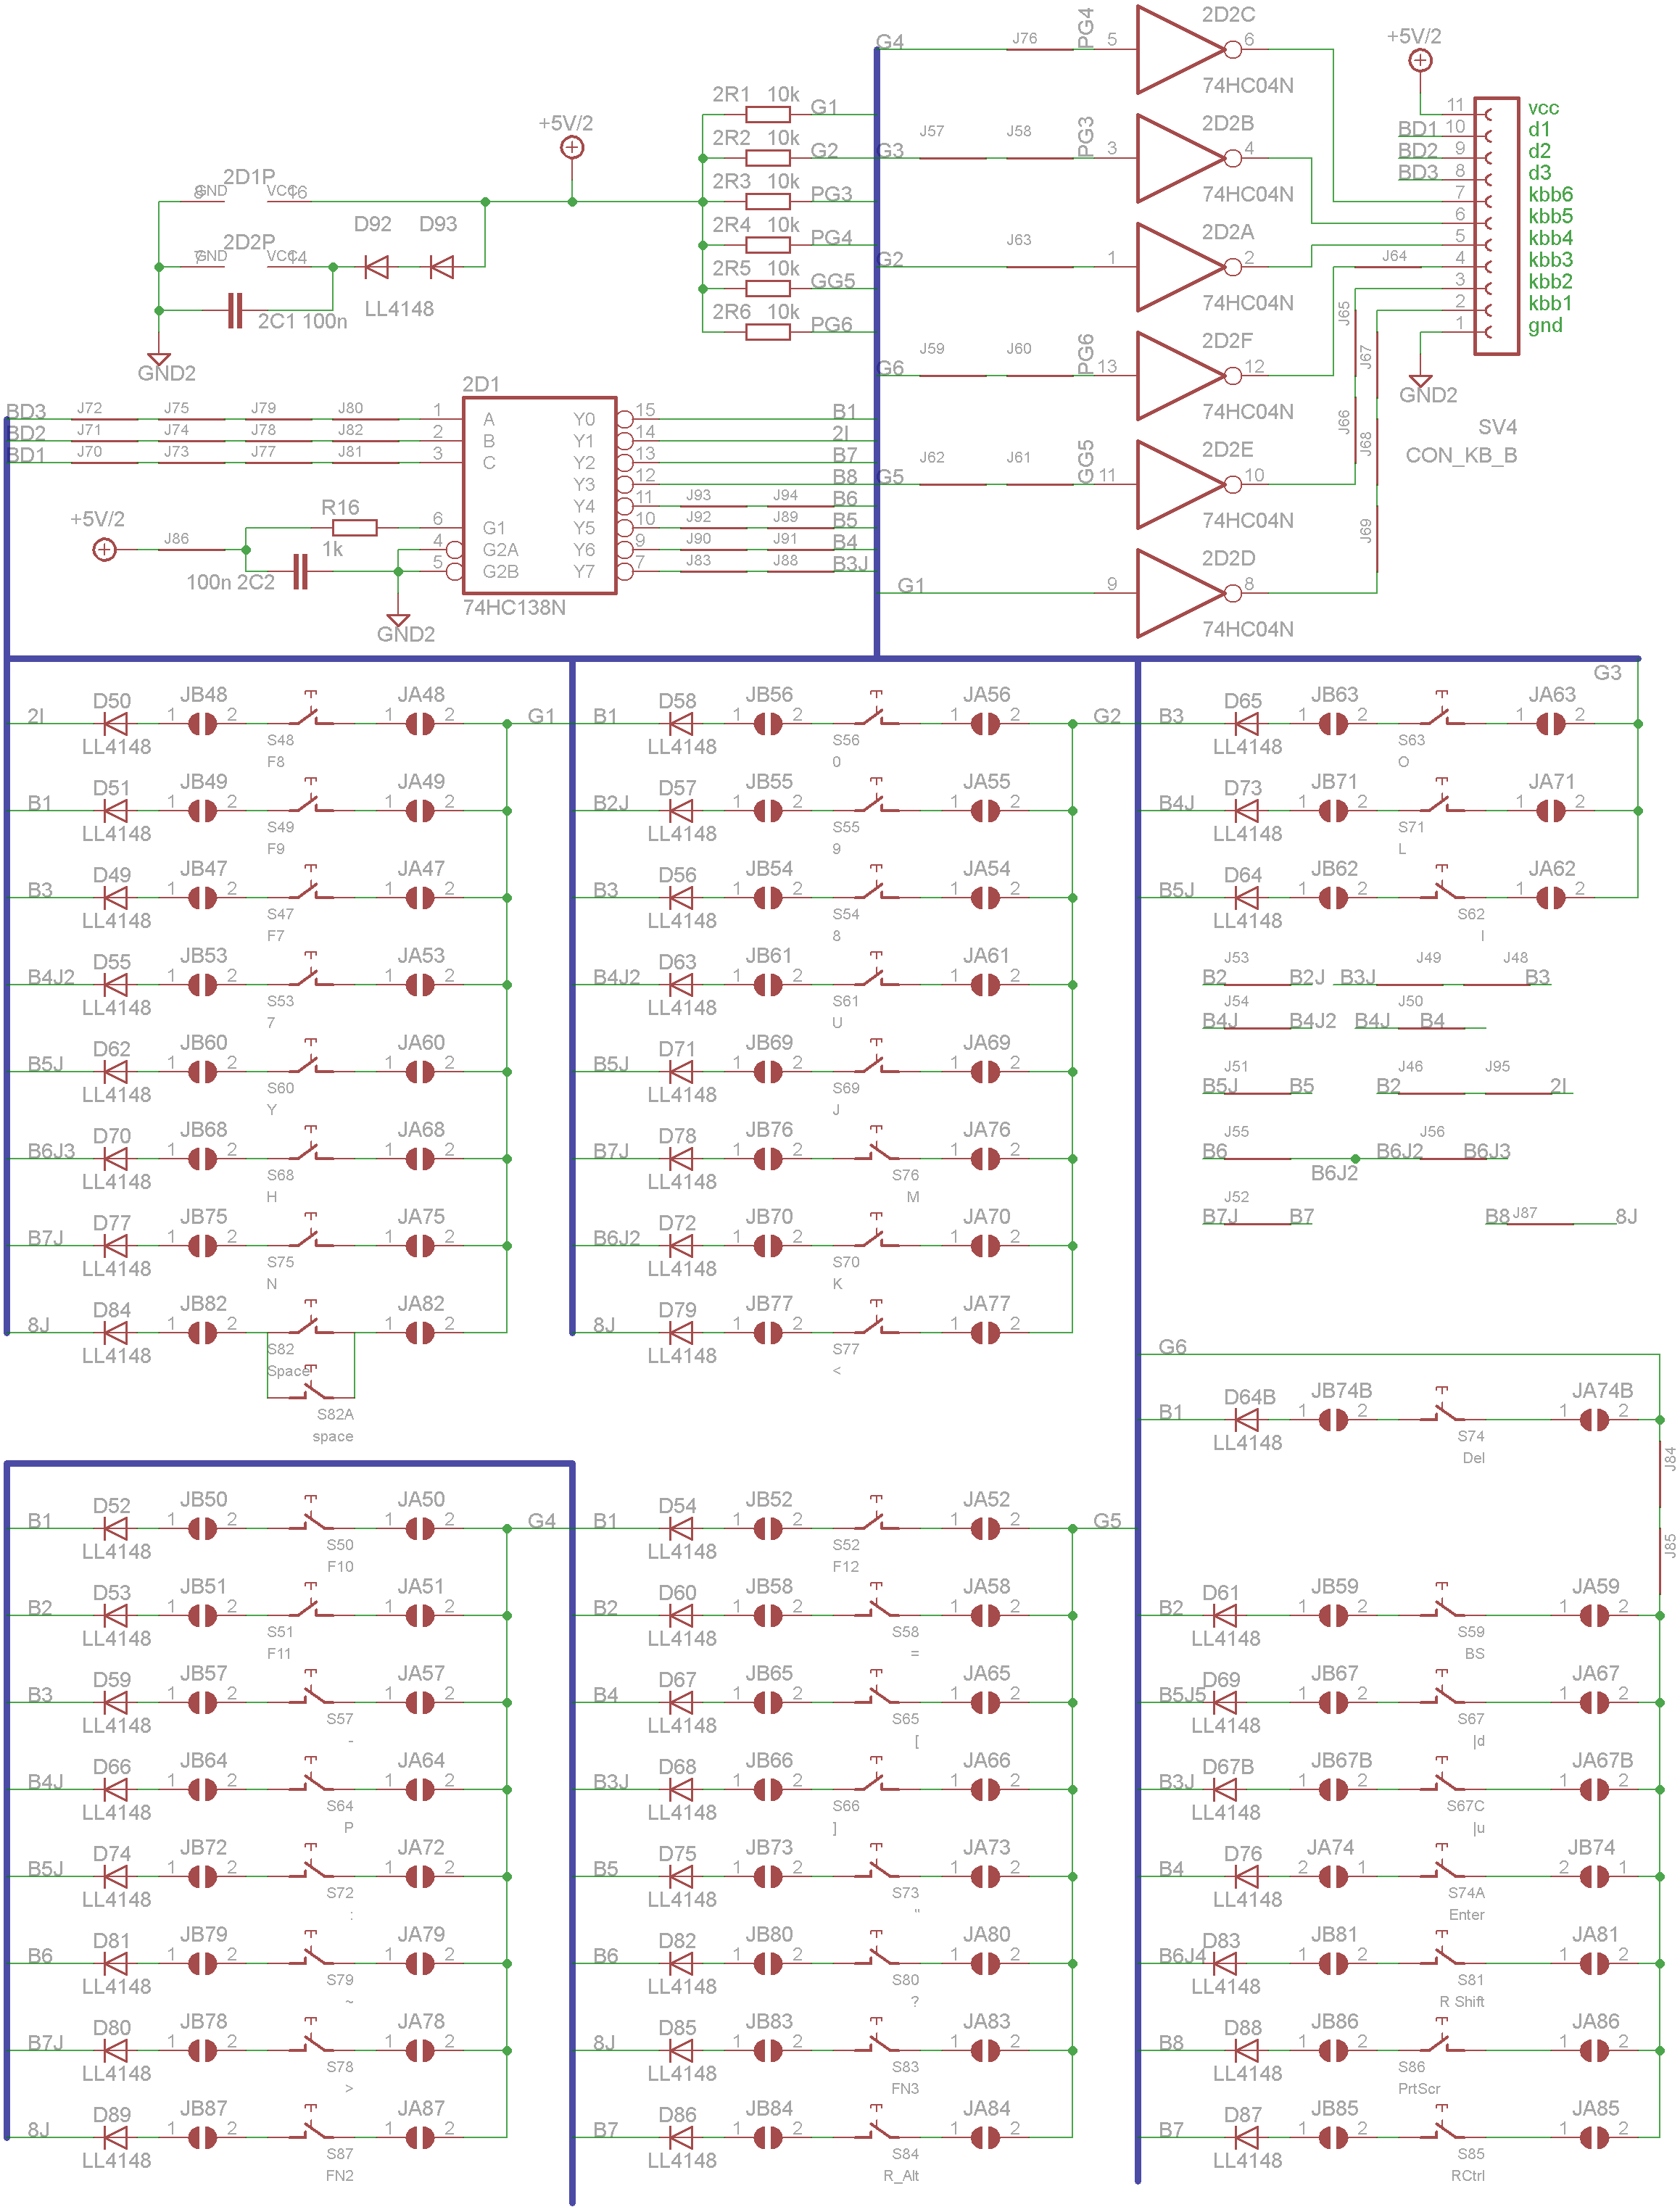 G4 J76 PG4 5 2D2C 6 74HC04N
+5V/2
2R1 10k G1
2R2 10k G2
2R3 10k PG3
2R4 10k PG4
2R5 10k GG5
2R6 10k PG6
G3 J57 J58 PG3 3 2D2B 4 74HC04N
G2 J63 1 2D2A 2 74HC04N
G6 J59 J60 PG6 13 2D2F 12 74HC04N
G5 J62 J61 GG5 11 2D2E 10 74HC04N
G1 9 2D2D 8 74HC04N
+5V/2
11 vcc
BD1 10 d1
BD2 9 d2
BD3 8 d3
7 kbb6
6 kbb5
5 kbb4
J64 4 kbb3
3 kbb2
2 kbb1
1 gnd
J65 J67
J66 J68
J69
GND2
SV4
CON_KB_B
2D1P
8 GND VCC 16
2D2P
7 GND VCC 14
D92 D93
LL4148
2C1 100n
GND2
2D1
BD3 J72 J75 J79 J80 1 A Y0 15 B1
BD2 J71 J74 J78 J82 2 B Y1 14 2I
BD1 J70 J73 J77 J81 3 C Y2 13 B7
Y3 12 B8
Y4 11 J93 J94 B6
R16 1k 6 G1 Y5 10 J92 J89 B5
+5V/2 J86 4 G2A Y6 9 J90 J91 B4
100n 2C2 5 G2B Y7 7 J83 J88 B3J
74HC138N
GND2
2I D50 LL4148 JB48 1 2 S48 F8 JA48 1 2 G1
B1 D51 LL4148 JB49 1 2 S49 F9 JA49 1 2
B3 D49 LL4148 JB47 1 2 S47 F7 JA47 1 2
B4J2 D55 LL4148 JB53 1 2 S53 7 JA53 1 2
B5J D62 LL4148 JB60 1 2 S60 Y JA60 1 2
B6J3 D70 LL4148 JB68 1 2 S68 H JA68 1 2
B7J D77 LL4148 JB75 1 2 S75 N JA75 1 2
8J D84 LL4148 JB82 1 2 S82 Space JA82 1 2
S82A
space
B1 D58 LL4148 JB56 1 2 S56 0 JA56 1 2 G2
B2J D57 LL4148 JB55 1 2 S55 9 JA55 1 2
B3 D56 LL4148 JB54 1 2 S54 8 JA54 1 2
B4J2 D63 LL4148 JB61 1 2 S61 U JA61 1 2
B5J D71 LL4148 JB69 1 2 S69 J JA69 1 2
B7J D78 LL4148 JB76 1 2 S76 M JA76 1 2
B6J2 D72 LL4148 JB70 1 2 S70 K JA70 1 2
8J D79 LL4148 JB77 1 2 S77 < JA77 1 2
G3
B3 D65 LL4148 JB63 1 2 S63 O JA63 1 2
B4J D73 LL4148 JB71 1 2 S71 L JA71 1 2
B5J D64 LL4148 JB62 1 2 S62 I JA62 1 2
B2 J53 B2J B3J J49 J48 B3
B4J J54 B4J2 B4J J50 B4
B5J J51 B5 B2 J46 J95 2I
B6 J55 B6J2 B6J2 J56 B6J3
B7J J52 B7 B8 J87 8J
G6
B1 D64B LL4148 JB74B 1 2 S74 Del JA74B 1 2
J84
J85
B2 D61 LL4148 JB59 1 2 S59 BS JA59 1 2
B5J5 D69 LL4148 JB67 1 2 S67 |d JA67 1 2
B3J D67B LL4148 JB67B 1 2 S67C |u JA67B 1 2
B4 D76 LL4148 JA74 2 1 S74A Enter JB74 2 1
B6J4 D83 LL4148 JB81 1 2 S81 R Shift JA81 1 2
B8 D88 LL4148 JB86 1 2 S86 PrtScr JA86 1 2
B7 D87 LL4148 JB85 1 2 S85 RCtrl JA85 1 2
B1 D52 LL4148 JB50 1 2 S50 F10 JA50 1 2 G4
B2 D53 LL4148 JB51 1 2 S51 F11 JA51 1 2
B3 D59 LL4148 JB57 1 2 S57 - JA57 1 2
B4J D66 LL4148 JB64 1 2 S64 P JA64 1 2
B5J D74 LL4148 JB72 1 2 S72 : JA72 1 2
B6 D81 LL4148 JB79 1 2 S79 ~ JA79 1 2
B7J D80 LL4148 JB78 1 2 S78 > JA78 1 2
8J D89 LL4148 JB87 1 2 S87 FN2 JA87 1 2
B1 D54 LL4148 JB52 1 2 S52 F12 JA52 1 2 G5
B2 D60 LL4148 JB58 1 2 S58 = JA58 1 2
B4 D67 LL4148 JB65 1 2 S65 [ JA65 1 2
B3J D68 LL4148 JB66 1 2 S66 ] JA66 1 2
B5 D75 LL4148 JB73 1 2 S73 " JA73 1 2
B6 D82 LL4148 JB80 1 2 S80 ? JA80 1 2
8J D85 LL4148 JB83 1 2 S83 FN3 JA83 1 2
B7 D86 LL4148 JB84 1 2 S84 R_Alt JA84 1 2